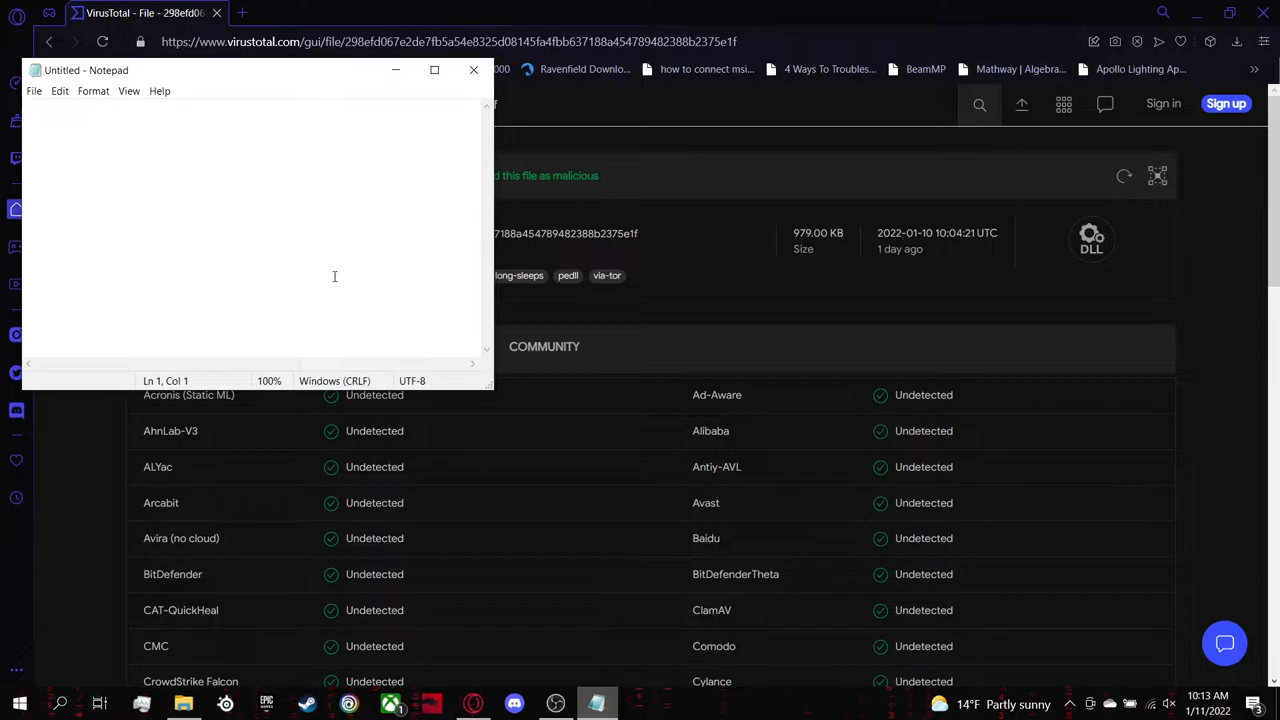 VirusTotal - File - 298efd06
https://www.virustotal.com/gui/file/298efd067e2de7fb5a54e8325d08145fa4fbb637188a454789482388b2375e1f
000
Ravenfield Downlo...
how to connect msi...
4 Ways To Troubles...
BeamMP
Mathway | Algebra...
Apollo Lighting Ap...
Untitled - Notepad
File Edit Format View Help
f
Sign in
Sign up
d this file as malicious
7188a454789482388b2375e1f
979.00 KB
Size
2022-01-10 10:04:21 UTC
1 day ago
DLL
long-sleeps
pedll
via-tor
COMMUNITY
Ln 1, Col 1
100%
Windows (CRLF)
UTF-8
Acronis (Static ML) Undetected Ad-Aware Undetected
AhnLab-V3 Undetected Alibaba Undetected
ALYac Undetected Antiy-AVL Undetected
Arcabit Undetected Avast Undetected
Avira (no cloud) Undetected Baidu Undetected
BitDefender Undetected BitDefenderTheta Undetected
CAT-QuickHeal Undetected ClamAV Undetected
CMC Undetected Comodo Undetected
CrowdStrike Falcon Undetected Cylance Undetected
EPIC
GAMES
1
14°F Partly sunny
10:13 AM
1/11/2022
3